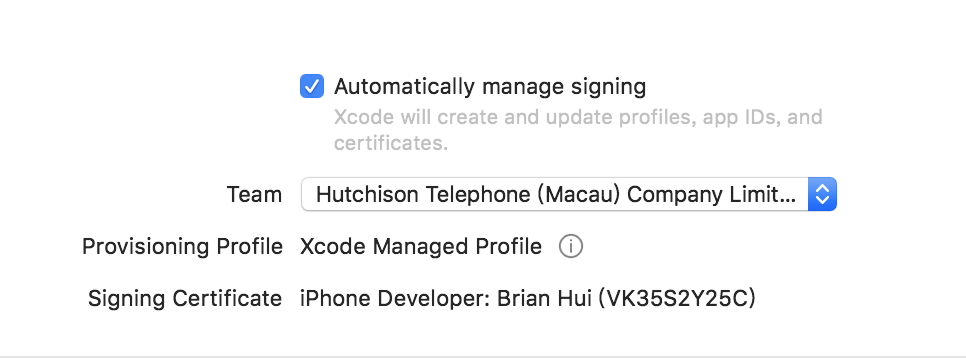 Automatically manage signing
Xcode will create and update profiles, app IDs, and
certificates.
Team Hutchison Telephone (Macau) Company Limit...
Provisioning Profile Xcode Managed Profile
Signing Certificate iPhone Developer: Brian Hui (VK35S2Y25C)